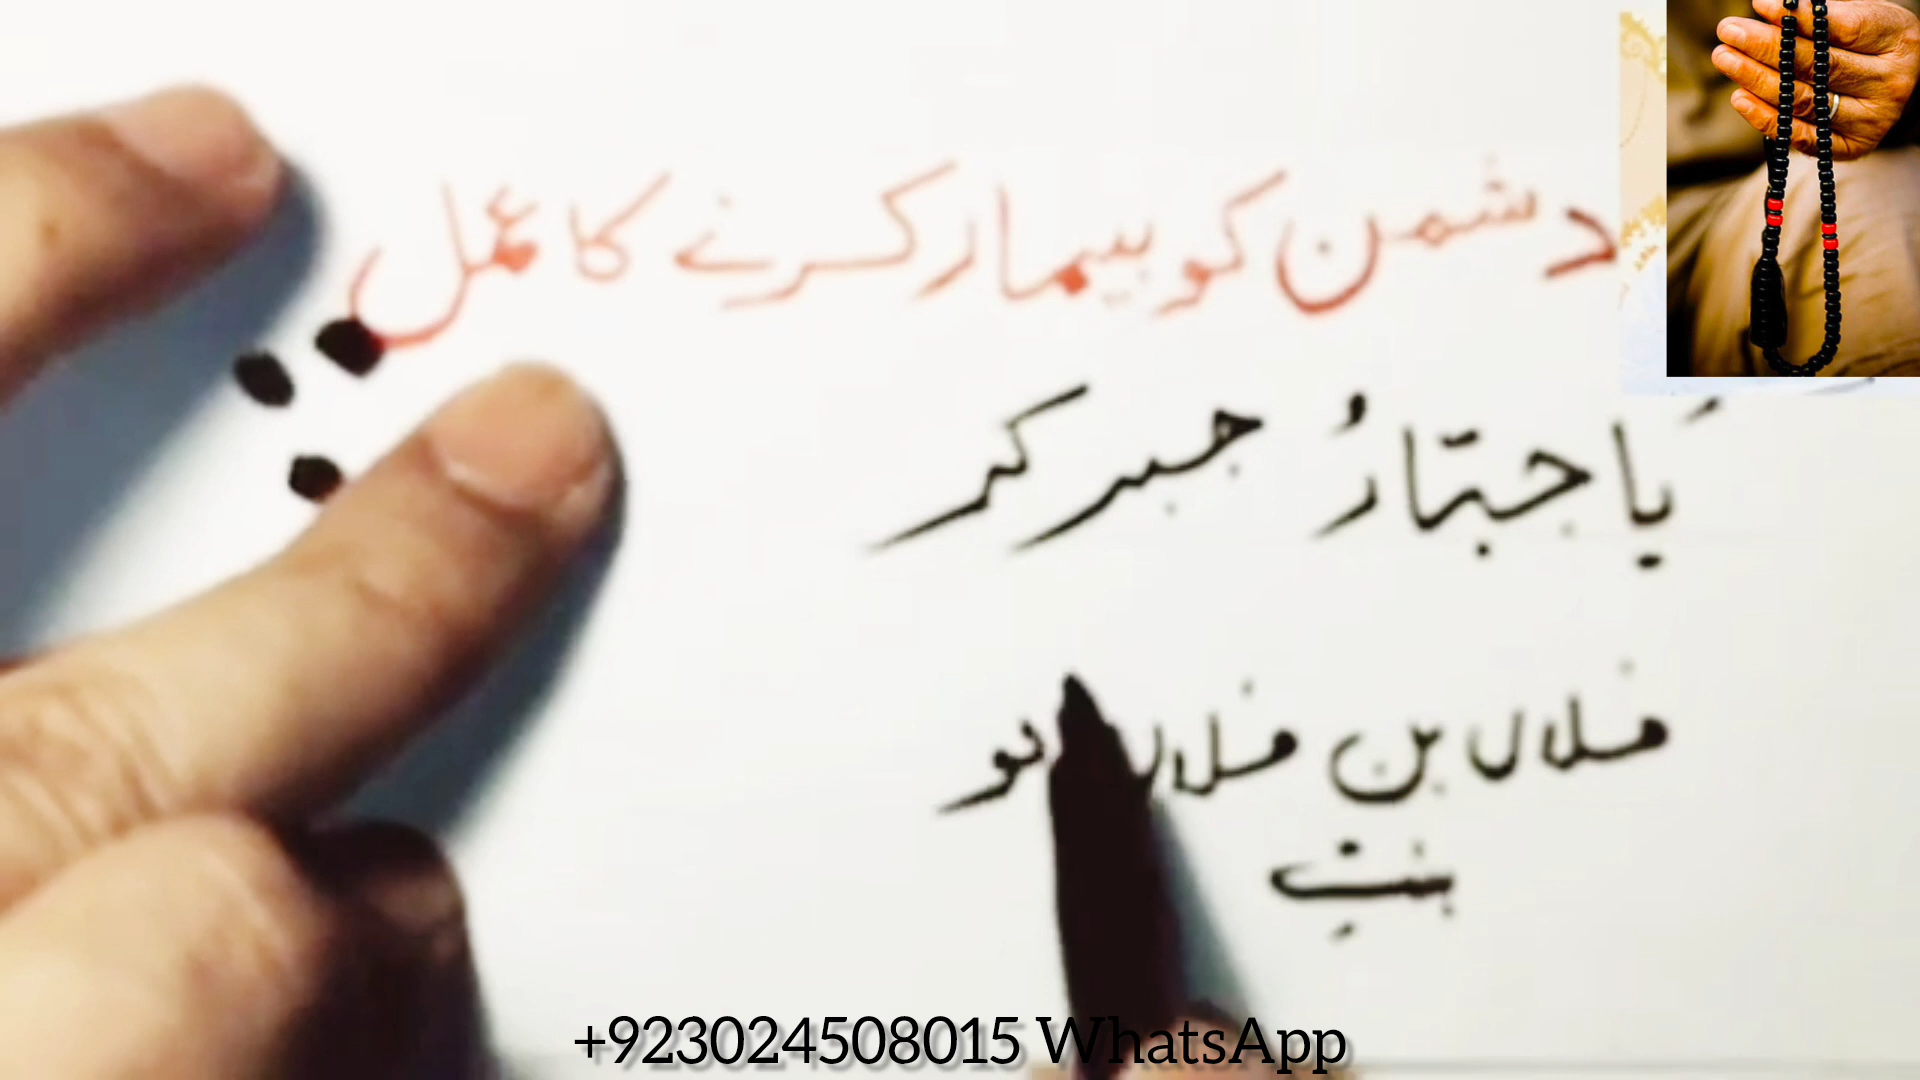 دشمن کو بیمار کرنے کا عمل
یا جبّارُ جبر کر
فلاں بن فلاں کو
بنتِ
+923024508015 WhatsApp